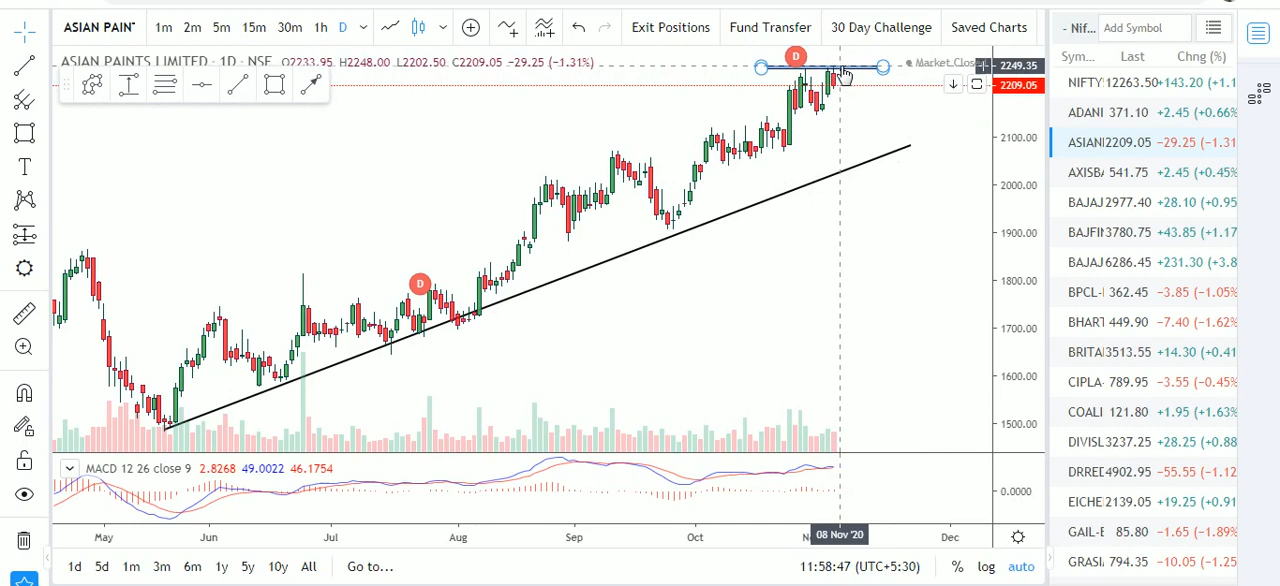 ASIAN PAIN 1m 2m 5m 15m 30m 1h D Exit Positions Fund Transfer 30 Day Challenge Saved Charts
ASIAN PAINTS LIMITED · 1D · NSE O2233.95 H2248.00 L2202.50 C2209.05 −29.25 (−1.31%)
Market Close
D
D
2249.35
2209.05
2100.00
2000.00
1900.00
1800.00
1700.00
1600.00
1500.00
MACD 12 26 close 9 2.8268 49.0022 46.1754
0.0000
May Jun Jul Aug Sep Oct 08 Nov '20 Dec
1d 5d 1m 3m 6m 1y 5y 10y All Go to... 11:58:47 (UTC+5:30) % log auto
- Nif... Add Symbol
Sym... Last Chng (%)
NIFTY 12263.50 +143.20 (+1.1
ADANI 371.10 +2.45 (+0.66%
ASIAN 2209.05 −29.25 (−1.31
AXISBA 541.75 +2.45 (+0.45%
BAJAJ 2977.40 +28.10 (+0.95
BAJFIN 3780.75 +43.85 (+1.17
BAJAJ 6286.45 +231.30 (+3.8
BPCL- 362.45 −3.85 (−1.05%
BHART 449.90 −7.40 (−1.62%
BRITA 3513.55 +14.30 (+0.41
CIPLA- 789.95 −3.55 (−0.45%
COALI 121.80 +1.95 (+1.63%
DIVISL 3237.25 +28.25 (+0.88
DRRED 4902.95 −55.55 (−1.12
EICHE 2139.05 +19.25 (+0.91
GAIL-E 85.80 −1.65 (−1.89%
GRASI 794.35 −10.05 (−1.25